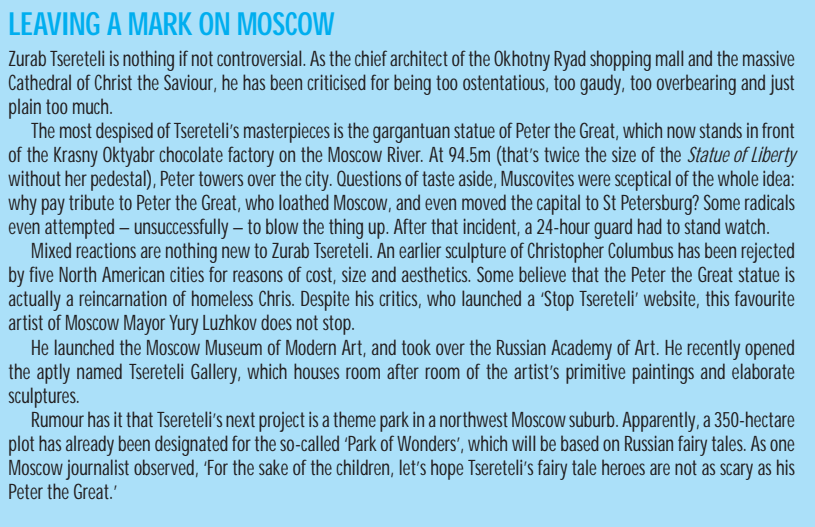 LEAVING A MARK ON MOSCOW
Zurab Tsereteli is nothing if not controversial. As the chief architect of the Okhotny Ryad shopping mall and the massive
Cathedral of Christ the Saviour, he has been criticised for being too ostentatious, too gaudy, too overbearing and just
plain too much.
The most despised of Tsereteli's masterpieces is the gargantuan statue of Peter the Great, which now stands in front
of the Krasny Oktyabr chocolate factory on the Moscow River. At 94.5m (that's twice the size of the Statue of Liberty
without her pedestal), Peter towers over the city. Questions of taste aside, Muscovites were sceptical of the whole idea:
why pay tribute to Peter the Great, who loathed Moscow, and even moved the capital to St Petersburg? Some radicals
even attempted – unsuccessfully – to blow the thing up. After that incident, a 24-hour guard had to stand watch.
Mixed reactions are nothing new to Zurab Tsereteli. An earlier sculpture of Christopher Columbus has been rejected
by five North American cities for reasons of cost, size and aesthetics. Some believe that the Peter the Great statue is
actually a reincarnation of homeless Chris. Despite his critics, who launched a 'Stop Tsereteli' website, this favourite
artist of Moscow Mayor Yury Luzhkov does not stop.
He launched the Moscow Museum of Modern Art, and took over the Russian Academy of Art. He recently opened
the aptly named Tsereteli Gallery, which houses room after room of the artist's primitive paintings and elaborate
sculptures.
Rumour has it that Tsereteli's next project is a theme park in a northwest Moscow suburb. Apparently, a 350-hectare
plot has already been designated for the so-called 'Park of Wonders', which will be based on Russian fairy tales. As one
Moscow journalist observed, 'For the sake of the children, let's hope Tsereteli's fairy tale heroes are not as scary as his
Peter the Great.'